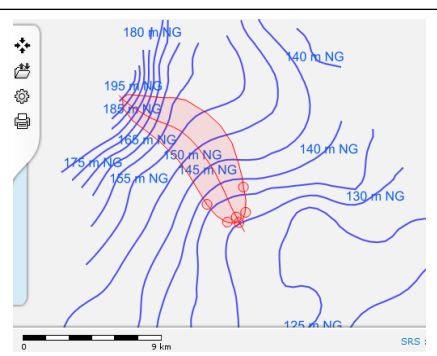 180 m NG
140 m NG
195 m NG
185 m NG
165 m NG
140 m NG
150 m NG
175 m NG
145 m NG
155 m NG
130 m NG
125 m NG
0 9 km
SRS